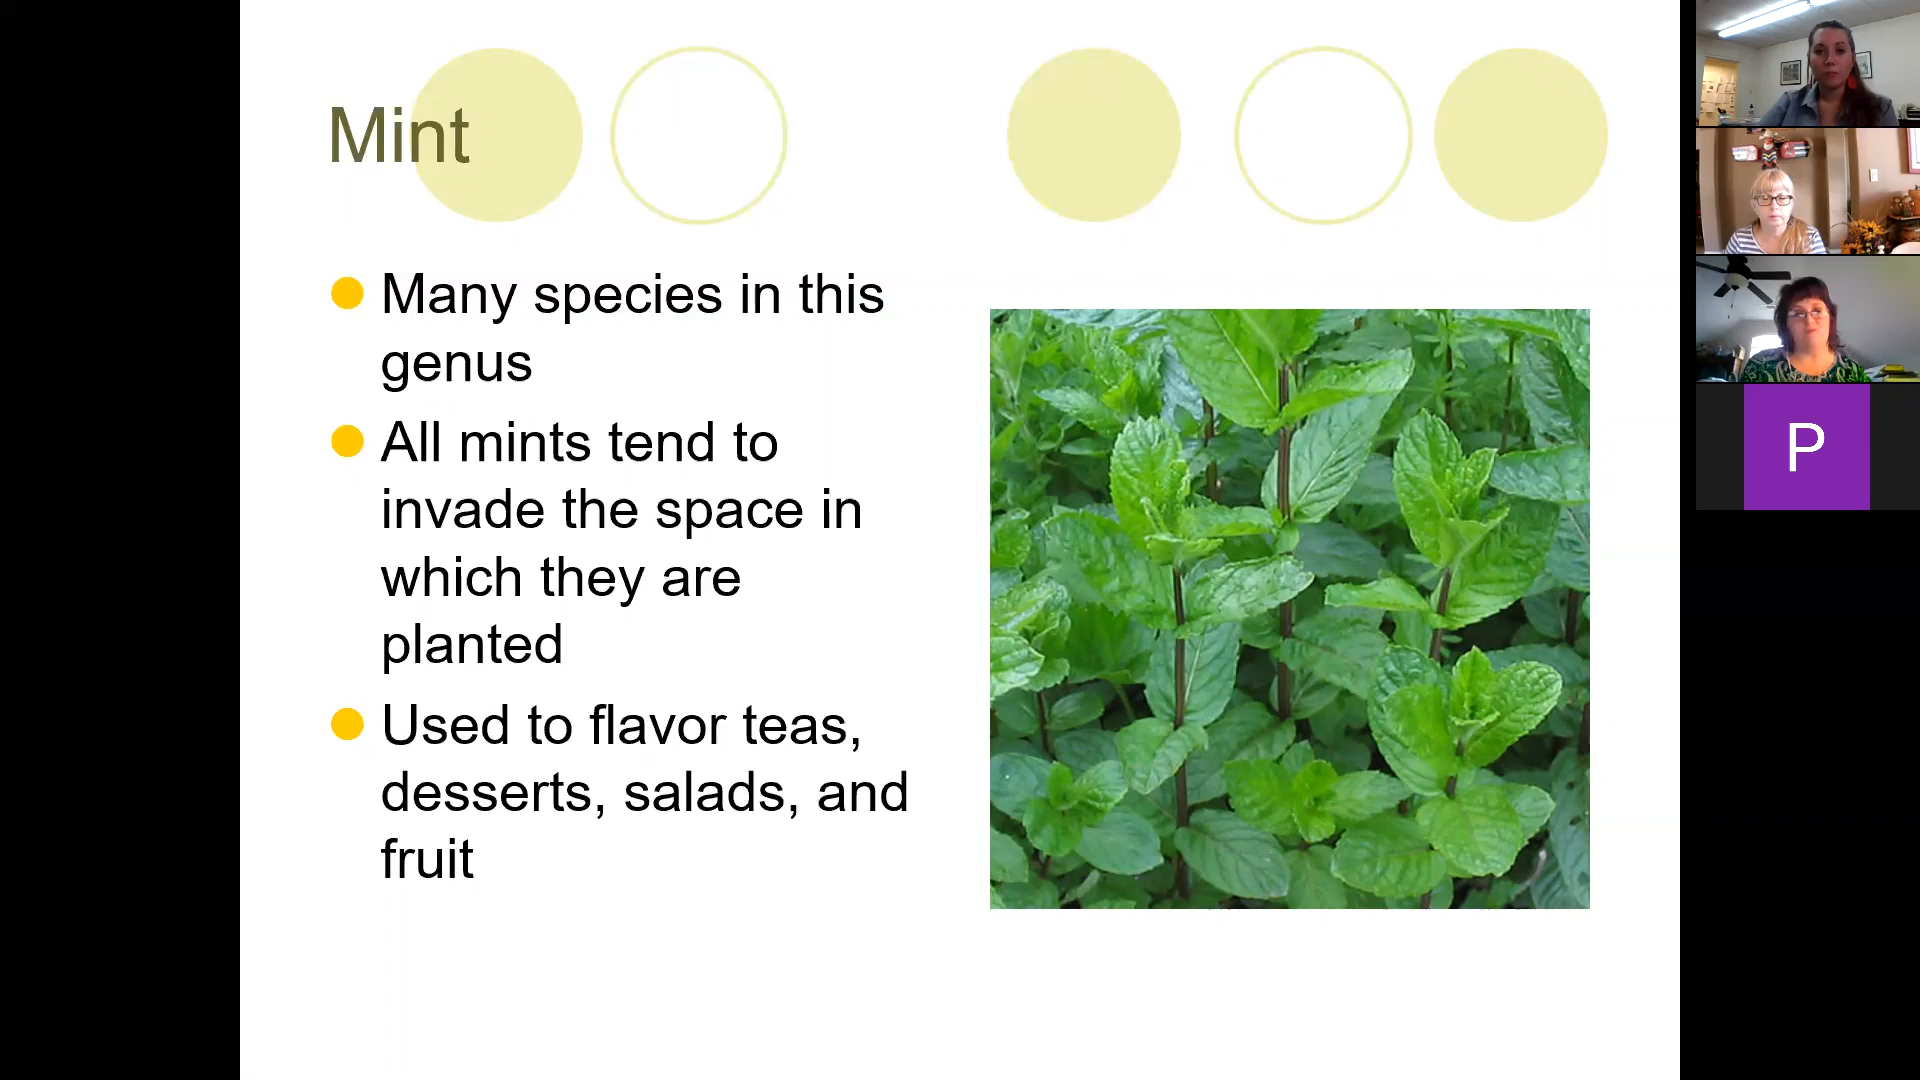 Mint
Many species in this
genus
All mints tend to
invade the space in
which they are
planted
Used to flavor teas,
desserts, salads, and
fruit
P